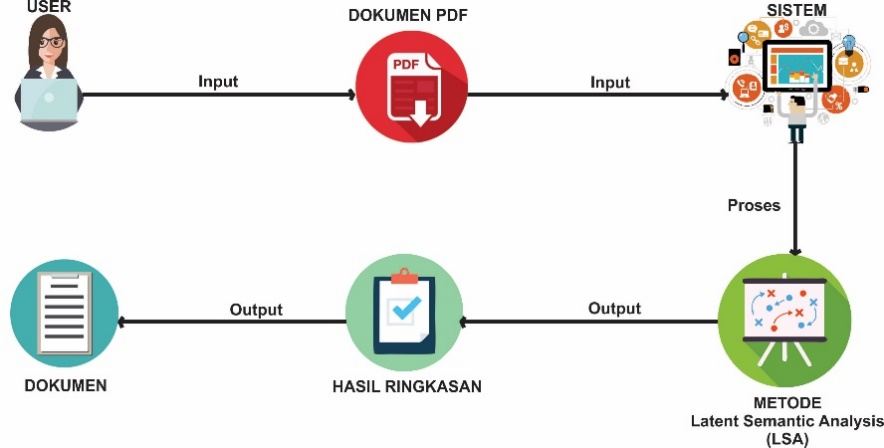 USER
DOKUMEN PDF
SISTEM
PDF
Input
Input
Proses
Output
Output
DOKUMEN
HASIL RINGKASAN
METODE
Latent Semantic Analysis
(LSA)